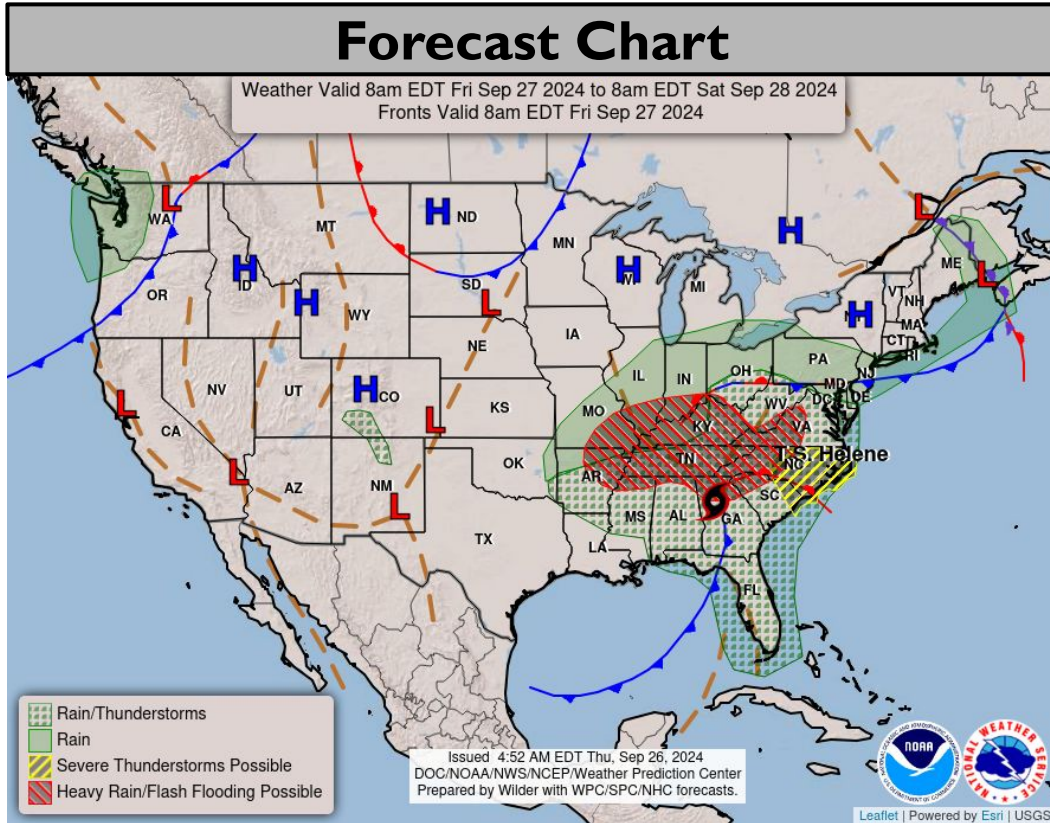 Forecast Chart
Weather Valid 8am EDT Fri Sep 27 2024 to 8am EDT Sat Sep 28 2024
Fronts Valid 8am EDT Fri Sep 27 2024
L
WA
H
ND
MT
MN
H
L
ME
H
ID
H
OR
H
WY
SD
L
MI
VT
NH
H
MA
L
CT
RI
IA
NE
PA
NJ
NV
UT
H
CO
IL
IN
OH
MD
DE
DC
L
CA
L
KS
MO
KY
WV
VA
T.S. Helene
NC
L
AZ
NM
L
OK
AR
TN
SC
MS
AL
GA
TX
LA
FL
Rain/Thunderstorms
Rain
Severe Thunderstorms Possible
Heavy Rain/Flash Flooding Possible
Issued 4:52 AM EDT Thu, Sep 26, 2024
DOC/NOAA/NWS/NCEP/Weather Prediction Center
Prepared by Wilder with WPC/SPC/NHC forecasts.
NOAA
NATIONAL WEATHER SERVICE
Leaflet | Powered by Esri | USGS